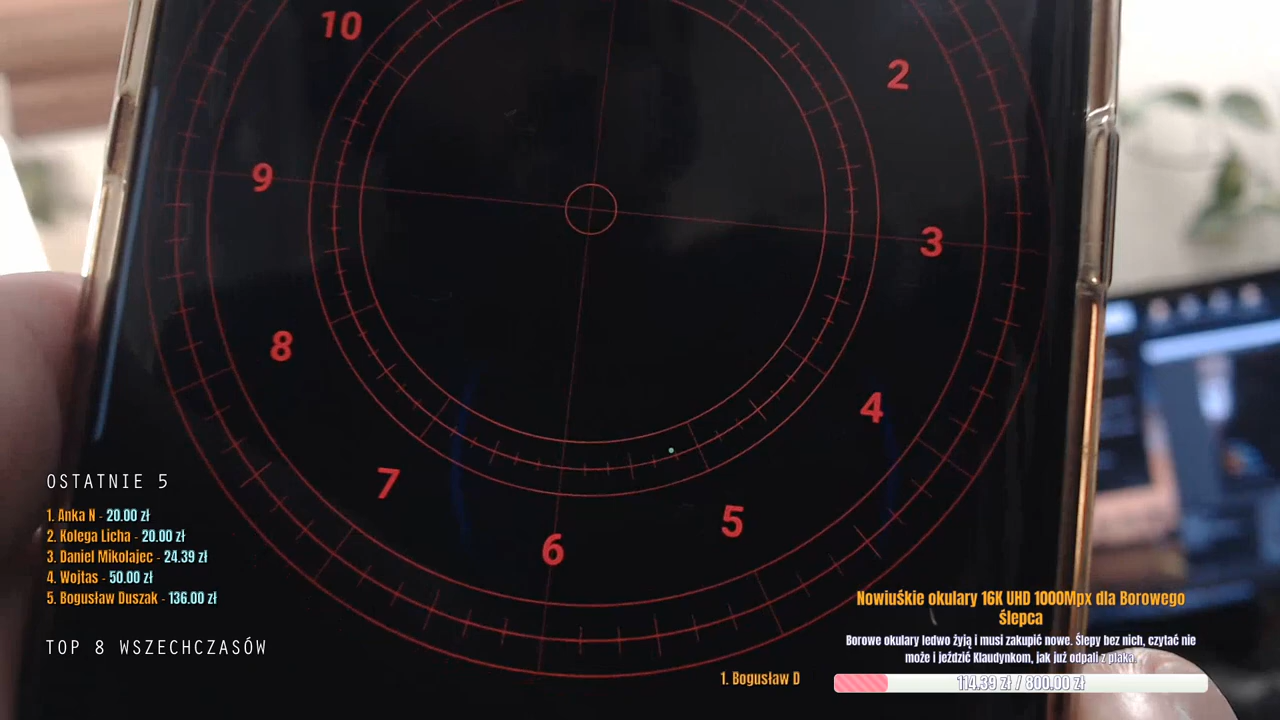 10
2
9
3
8
4
7
5
6
OSTATNIE 5
1. Anka N - 20.00 zł
2. Kolega Licha - 20.00 zł
3. Daniel Mikołajec - 24.39 zł
4. Wojtas - 50.00 zł
5. Bogusław Duszak - 136.00 zł
TOP 8 WSZECHCZASÓW
1. Bogusław D
Nowiuśkie okulary 16K UHD 1000Mpx dla Borowego
ślepca
Borowe okulary ledwo żyją i musi zakupić nowe. Ślepy bez nich, czytać nie
może i jeździć Klaudynkom, jak już odpali z plaka.
114.39 zł / 800.00 zł